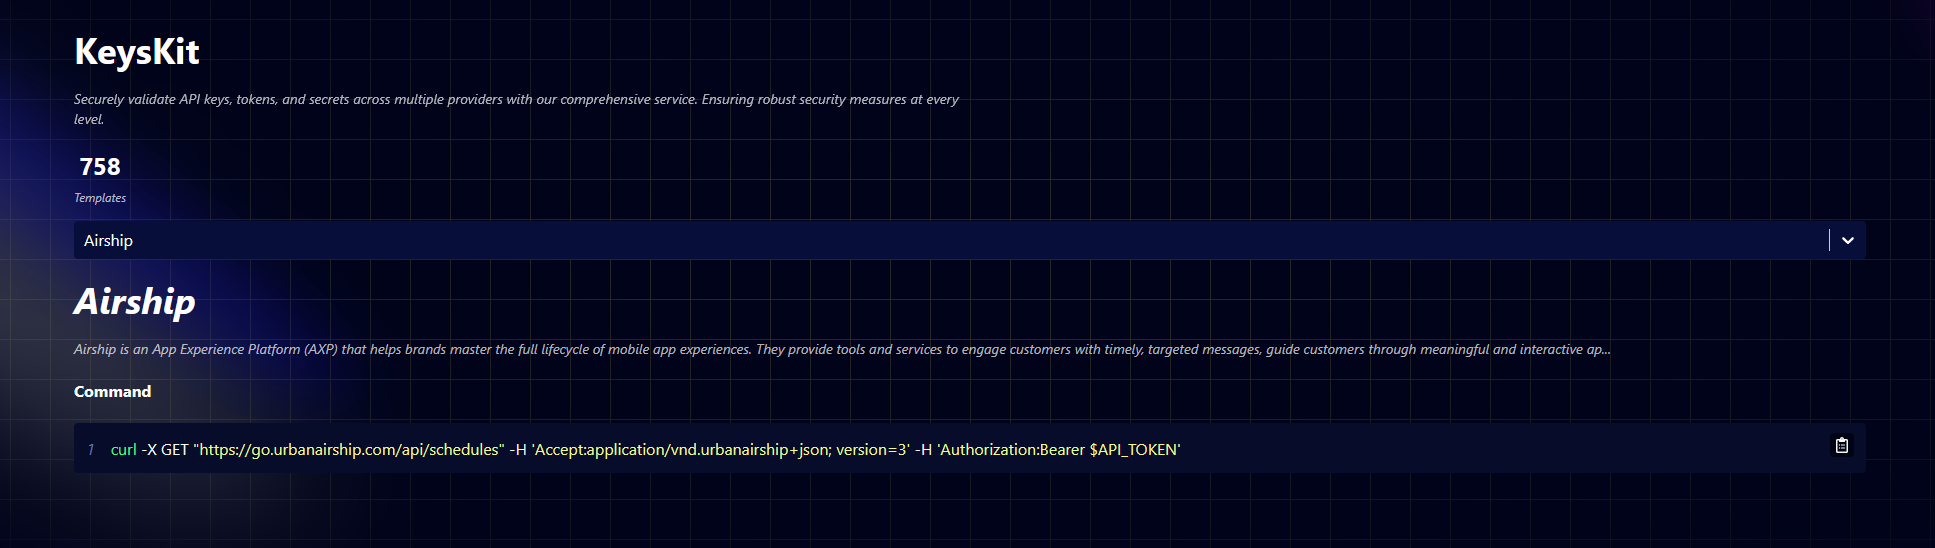 KeysKit
Securely validate API keys, tokens, and secrets across multiple providers with our comprehensive service. Ensuring robust security measures at every
level.
758
Templates
Airship
Airship
Airship is an App Experience Platform (AXP) that helps brands master the full lifecycle of mobile app experiences. They provide tools and services to engage customers with timely, targeted messages, guide customers through meaningful and interactive ap...
Command
1 curl -X GET "https://go.urbanairship.com/api/schedules" -H 'Accept:application/vnd.urbanairship+json; version=3' -H 'Authorization:Bearer $API_TOKEN'